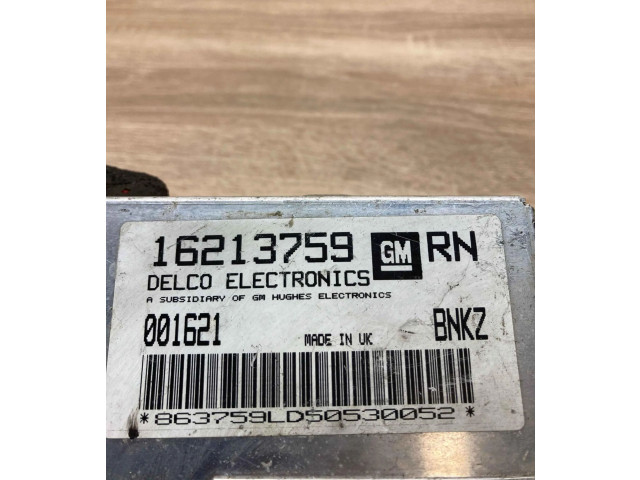 16213759 GM RN
DELCO ELECTRONICS
A SUBSIDIARY OF GM HUGHES ELECTRONICS
001621 MADE IN UK BNKZ
*863759LD50530052*